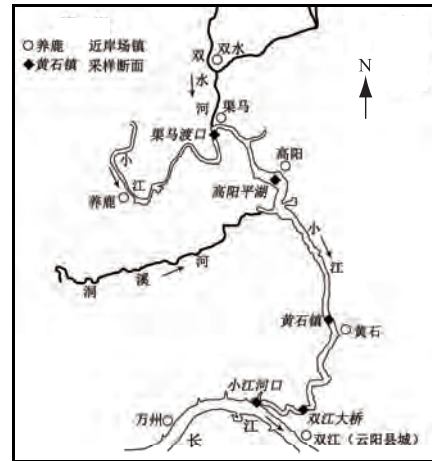 养鹿 近岸场镇
黄石镇 采样断面
N
双 双水
水
河
渠马
渠马渡口
高阳
小
江
高阳平湖
养鹿
小
江
洞 溪 河
黄石镇
黄石
小江河口
万州
双江大桥
长 江
双江（云阳县城）